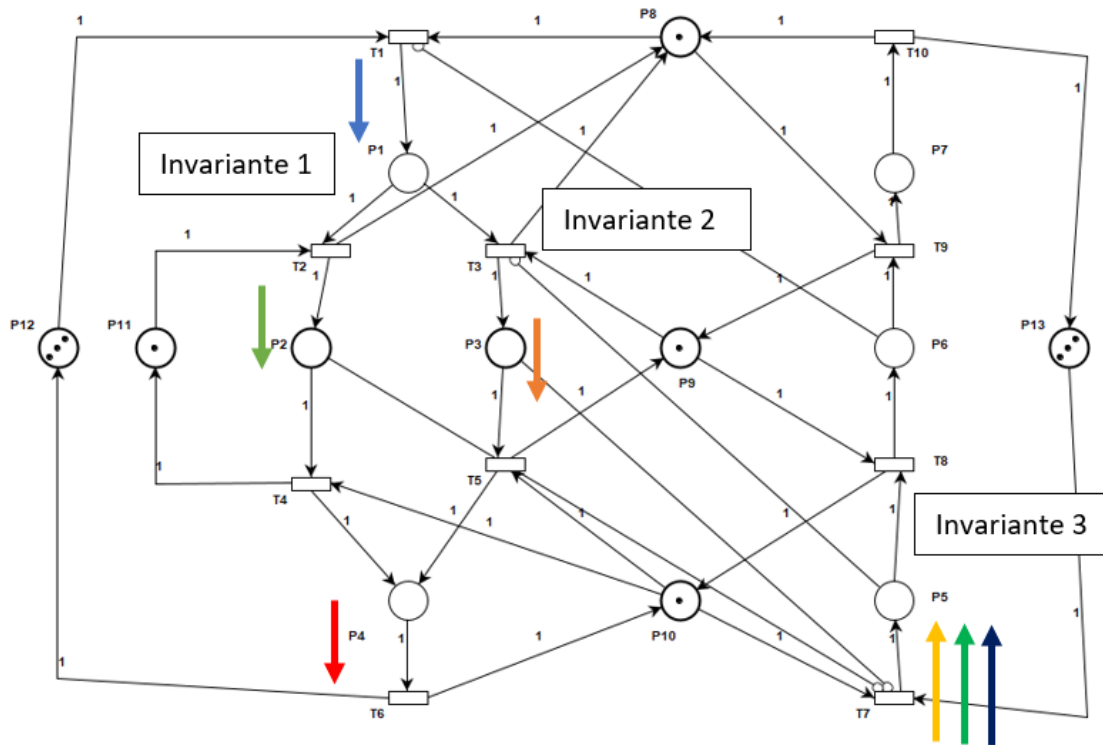 1 1 P8 1
T1 T10
1 1
1 1 1
P1 P7
Invariante 1
1 1 1
Invariante 2
1
T2 T3 T9
1 1 1 1 1
P12 P11 P2 P3 P9 P6 P13
1 1 1 1 1
T4 T5 T8
1
1 1 1 1 1
Invariante 3
P4 P10 P5
1 1 1 1 1
1
T6 T7